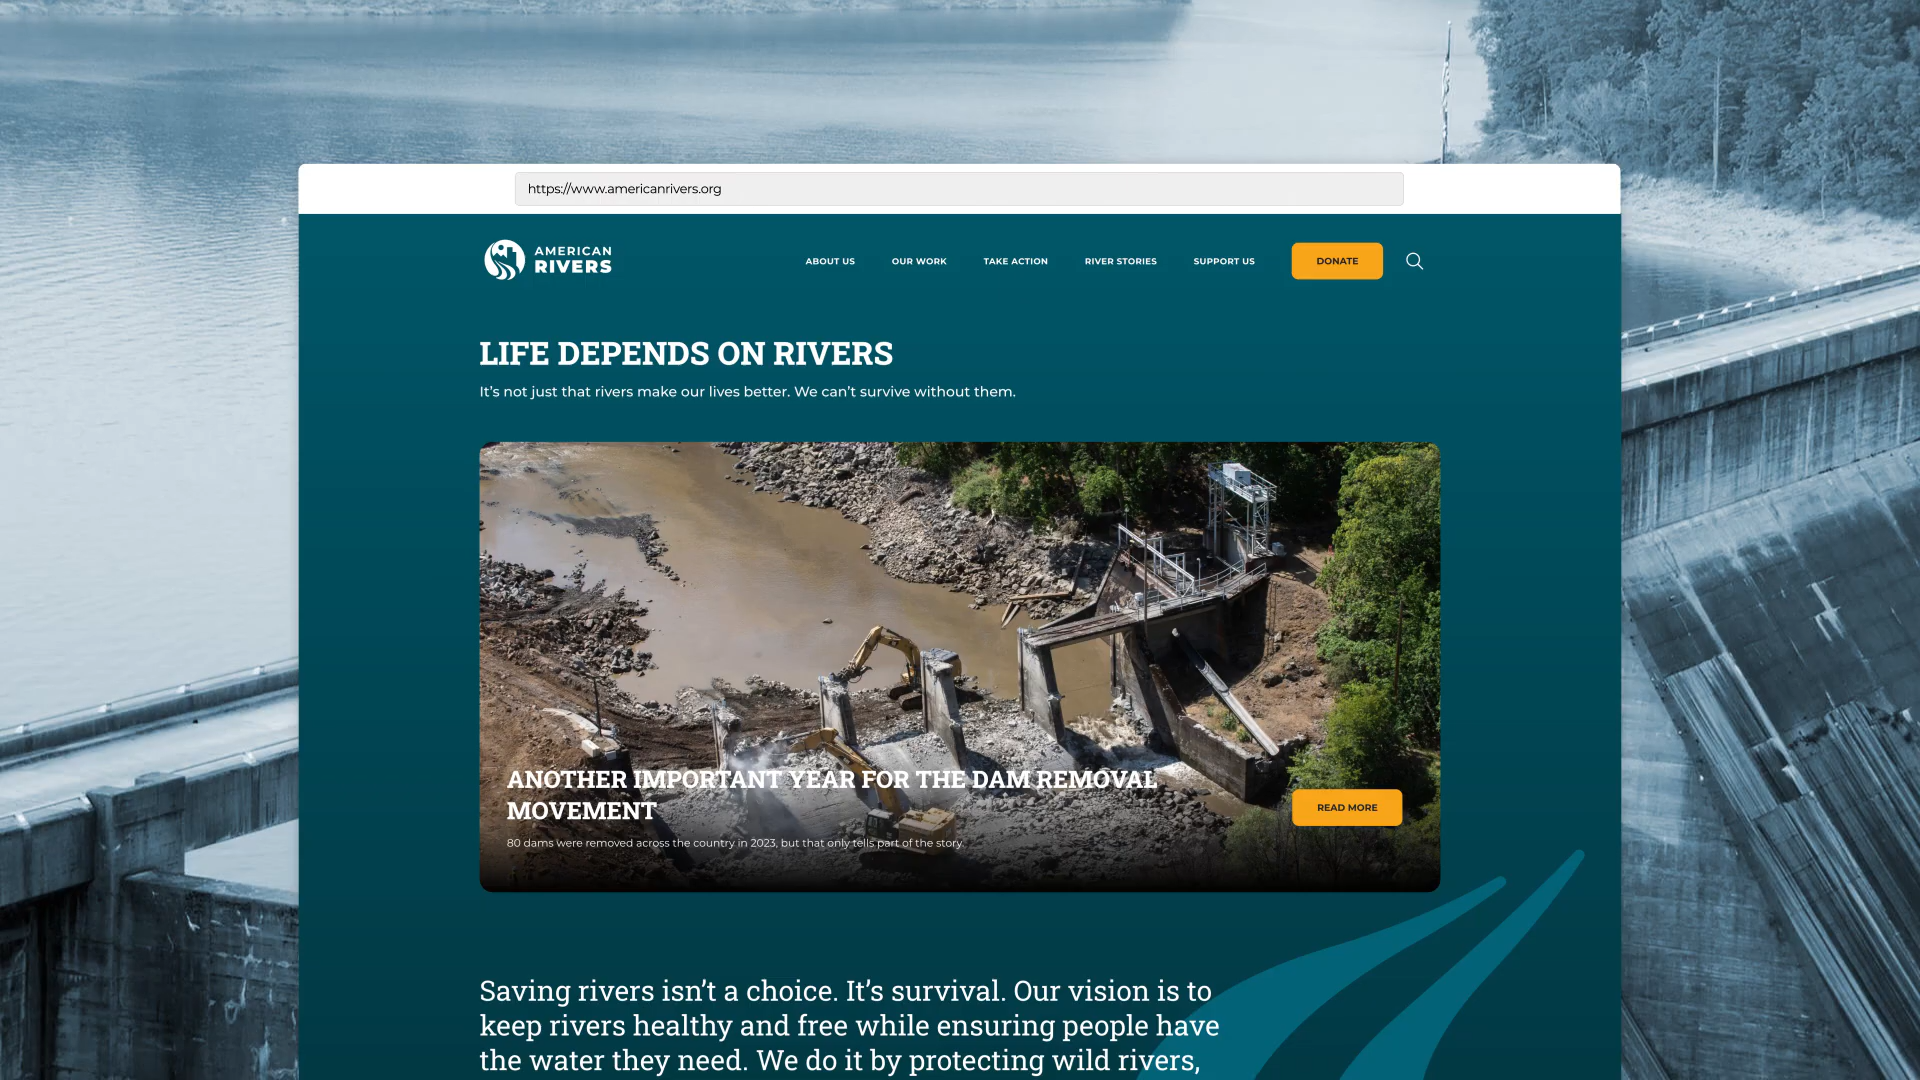 https://www.americanrivers.org
AMERICAN
RIVERS
ABOUT US
OUR WORK
TAKE ACTION
RIVER STORIES
SUPPORT US
DONATE
LIFE DEPENDS ON RIVERS
It’s not just that rivers make our lives better. We can’t survive without them.
ANOTHER IMPORTANT YEAR FOR THE DAM REMOVAL
MOVEMENT
80 dams were removed across the country in 2023, but that only tells part of the story.
READ MORE
Saving rivers isn’t a choice. It’s survival. Our vision is to
keep rivers healthy and free while ensuring people have
the water they need. We do it by protecting wild rivers,